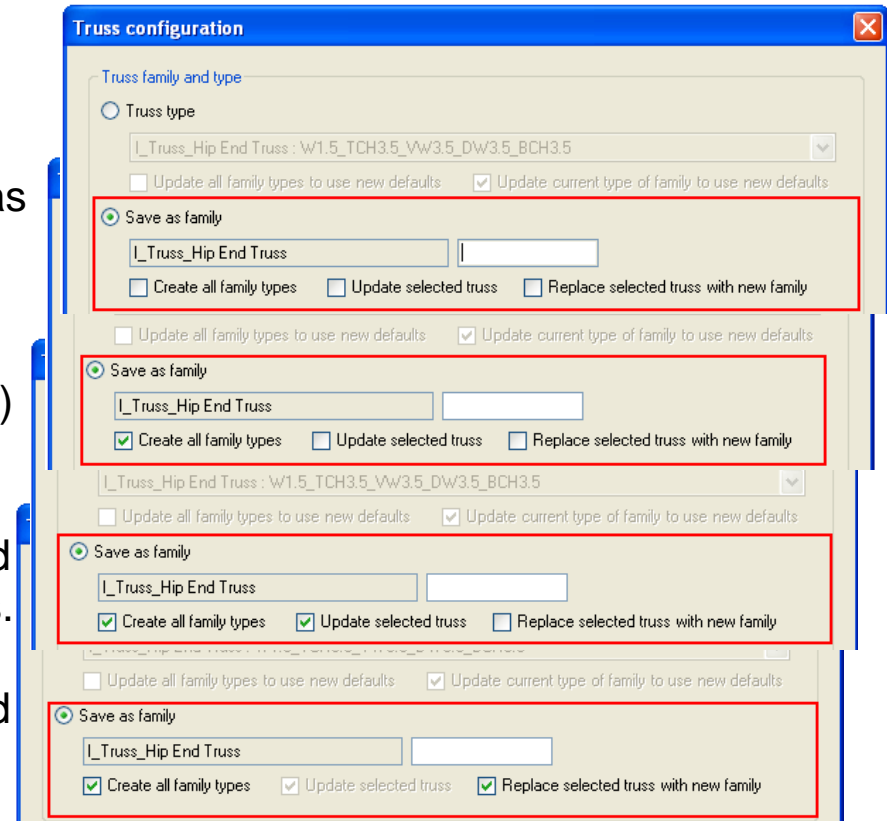 Truss configuration
Truss family and type
Truss type
I_Truss_Hip End Truss : W1.5_TCH3.5_VW3.5_DW3.5_BCH3.5
Update all family types to use new defaults Update current type of family to use new defaults
as
Save as family
I_Truss_Hip End Truss
Create all family types Update selected truss Replace selected truss with new family
Update all family types to use new defaults Update current type of family to use new defaults
Save as family
)
I_Truss_Hip End Truss
Create all family types Update selected truss Replace selected truss with new family
I_Truss_Hip End Truss : W1.5_TCH3.5_VW3.5_DW3.5_BCH3.5
Update all family types to use new defaults Update current type of family to use new defaults
d
Save as family
I_Truss_Hip End Truss
s.
Create all family types Update selected truss Replace selected truss with new family
Update all family types to use new defaults Update current type of family to use new defaults
d
Save as family
I_Truss_Hip End Truss
Create all family types Update selected truss Replace selected truss with new family